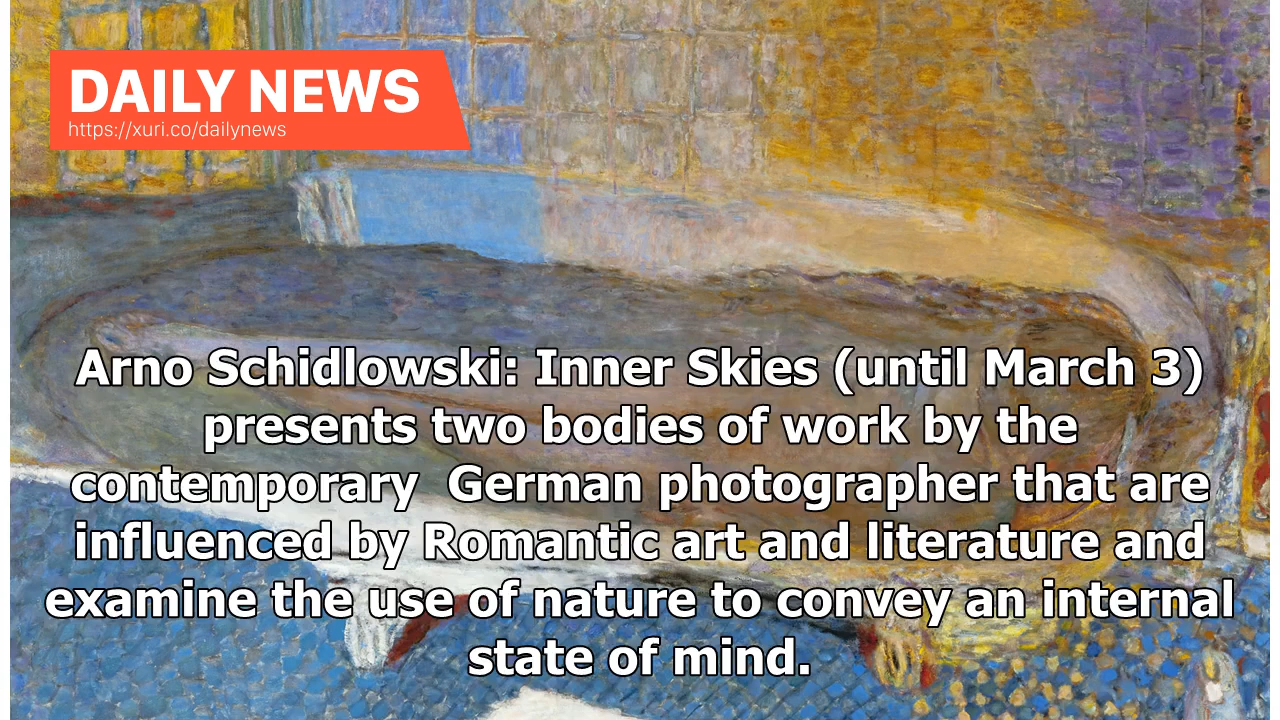 DAILY NEWS
https://xuri.co/dailynews
Arno Schidlowski: Inner Skies (until March 3)
presents two bodies of work by the
contemporary  German photographer that are
influenced by Romantic art and literature and
examine the use of nature to convey an internal
state of mind.